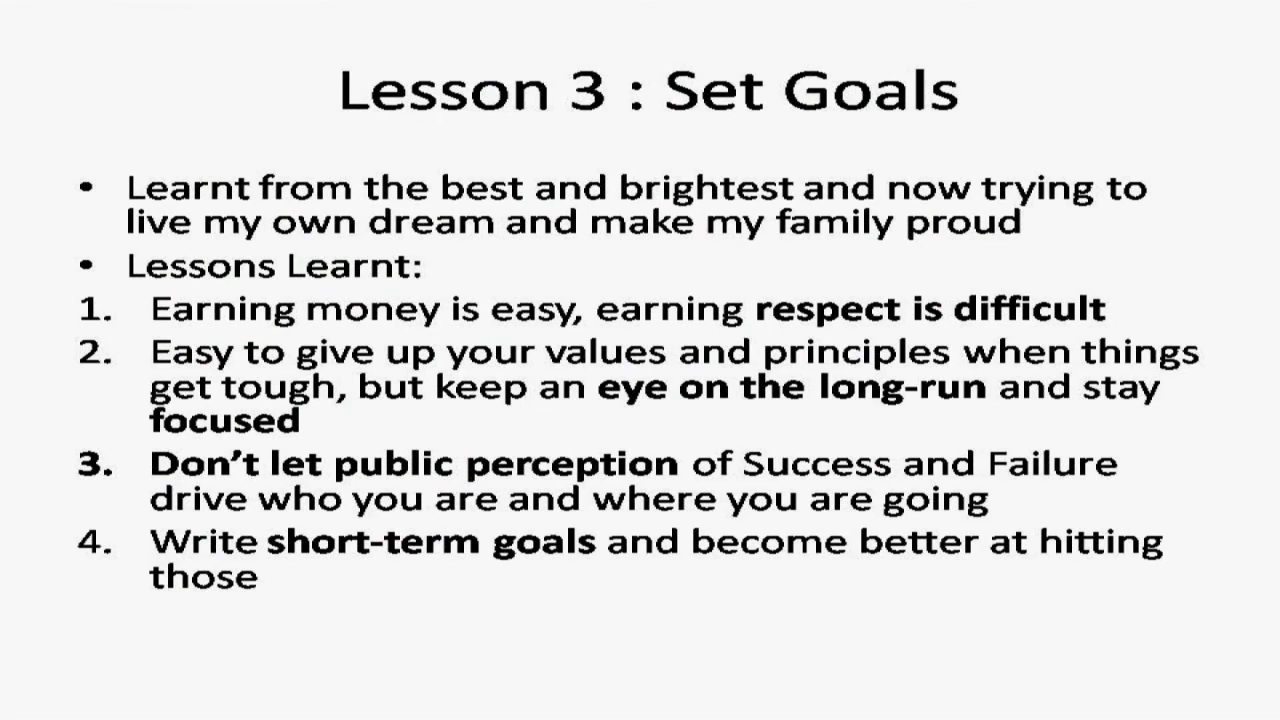 Lesson 3 : Set Goals
• Learnt from the best and brightest and now trying to
live my own dream and make my family proud
• Lessons Learnt:
1. Earning money is easy, earning respect is difficult
2. Easy to give up your values and principles when things
get tough, but keep an eye on the long-run and stay
focused
3. Don’t let public perception of Success and Failure
drive who you are and where you are going
4. Write short-term goals and become better at hitting
those